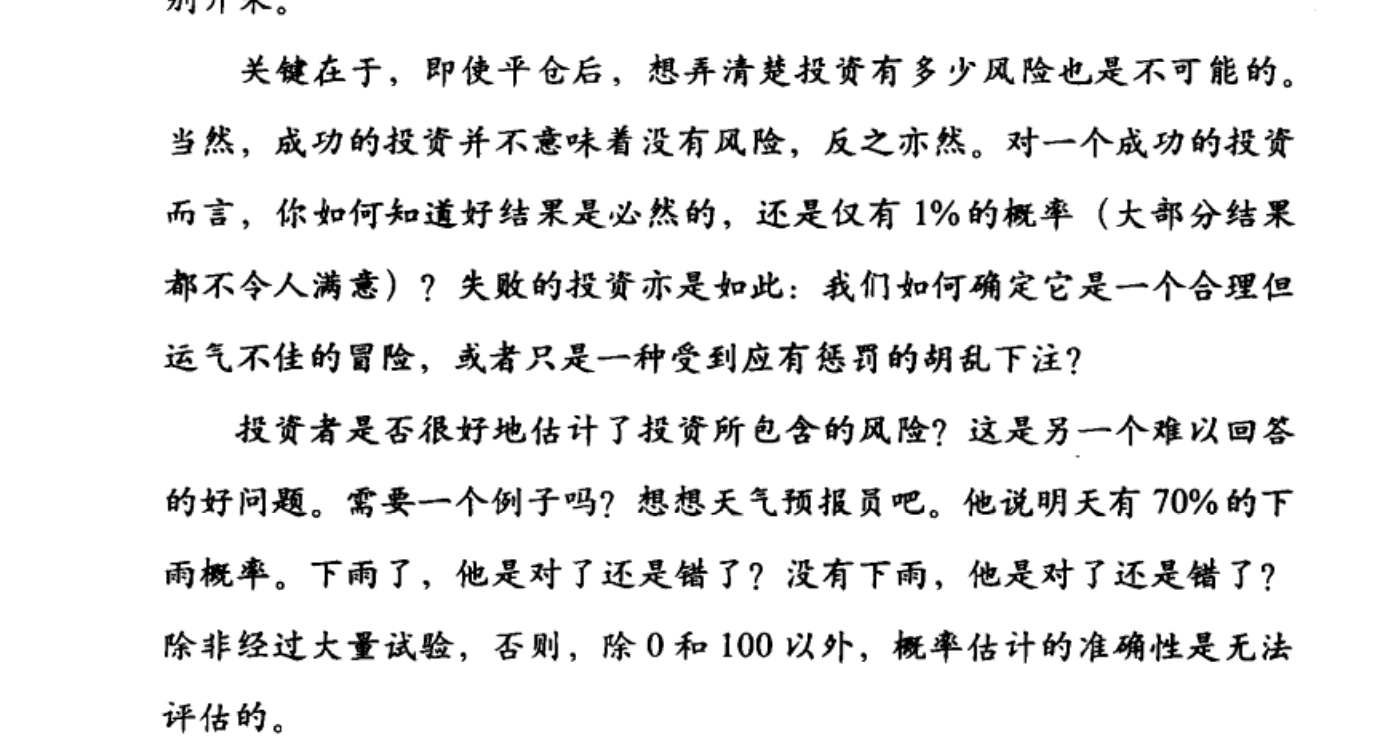 关键在于，即使平仓后，想弄清楚投资有多少风险也是不可能的。
当然，成功的投资并不意味着没有风险，反之亦然。对一个成功的投资
而言，你如何知道好结果是必然的，还是仅有 1%的概率（大部分结果
都不令人满意）？失败的投资亦是如此：我们如何确定它是一个合理但
运气不佳的冒险，或者只是一种受到应有惩罚的胡乱下注？
投资者是否很好地估计了投资所包含的风险？这是另一个难以回答
的好问题。需要一个例子吗？想想天气预报员吧。他说明天有 70%的下
雨概率。下雨了，他是对了还是错了？没有下雨，他是对了还是错了？
除非经过大量试验，否则，除 0 和 100 以外，概率估计的准确性是无法
评估的。